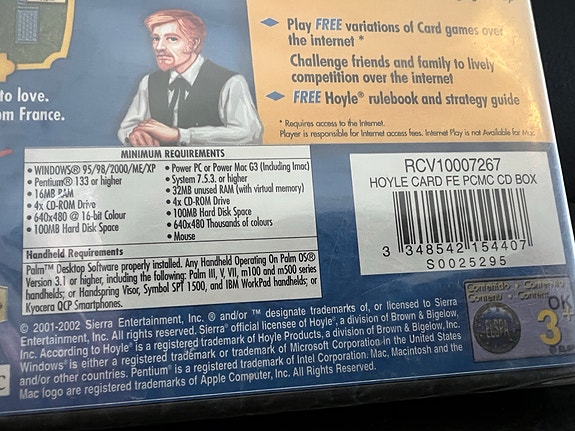 Play FREE variations of Card games over
the internet *
Challenge friends and family to lively
competition over the internet
FREE Hoyle® rulebook and strategy guide
* Requires access to the Internet.
Player is responsible for Internet access fees. Internet Play is not Available for Mac
to love.
om France.
MINIMUM REQUIREMENTS
• WINDOWS® 95/98/2000/ME/XP
• Pentium® 133 or higher
• 16MB RAM
• 4x CD-ROM Drive
• 640x480 @ 16-bit Colour
• 100MB Hard Disk Space
• Power PC or Power Mac G3 (Including Imac)
• System 7.5.3. or higher
• 32MB unused RAM (with virtual memory)
• 4x CD-ROM Drive
• 100MB Hard Disk Space
• 640x480 Thousands of colours
• Mouse
Handheld Requirements
Palm™ Desktop Software properly installed. Any Handheld Operating On Palm OS®
Version 3.1 or higher, including the following: Palm III, V, VII, m100 and m500 series
handhelds; or Handspring Visor, Symbol SPT 1500, and IBM WorkPad handhelds; or
Kyocera QCP Smartphones.
RCV10007267
HOYLE CARD FE PCMC CD BOX
3 348542 154407
S0025295
© 2001-2002 Sierra Entertainment, Inc. ® and/or ™ designate trademarks of, or licensed to Sierra
Entertainment, Inc. All rights reserved. Sierra® official licensee of Hoyle®, a division of Brown & Bigelow,
Inc. According to Hoyle® is a registered trademark of Hoyle Products, a division of Brown & Bigelow, Inc.
Windows® is either a registered trademark or trademark of Microsoft Corporation in the United States
and/or other countries. Pentium® is a registered trademark of Intel Corporation. Mac, Macintosh and the
Mac logo are registered trademarks of Apple Computer, Inc. All Rights Reserved.
Contenido
ELSPA
OK
3+